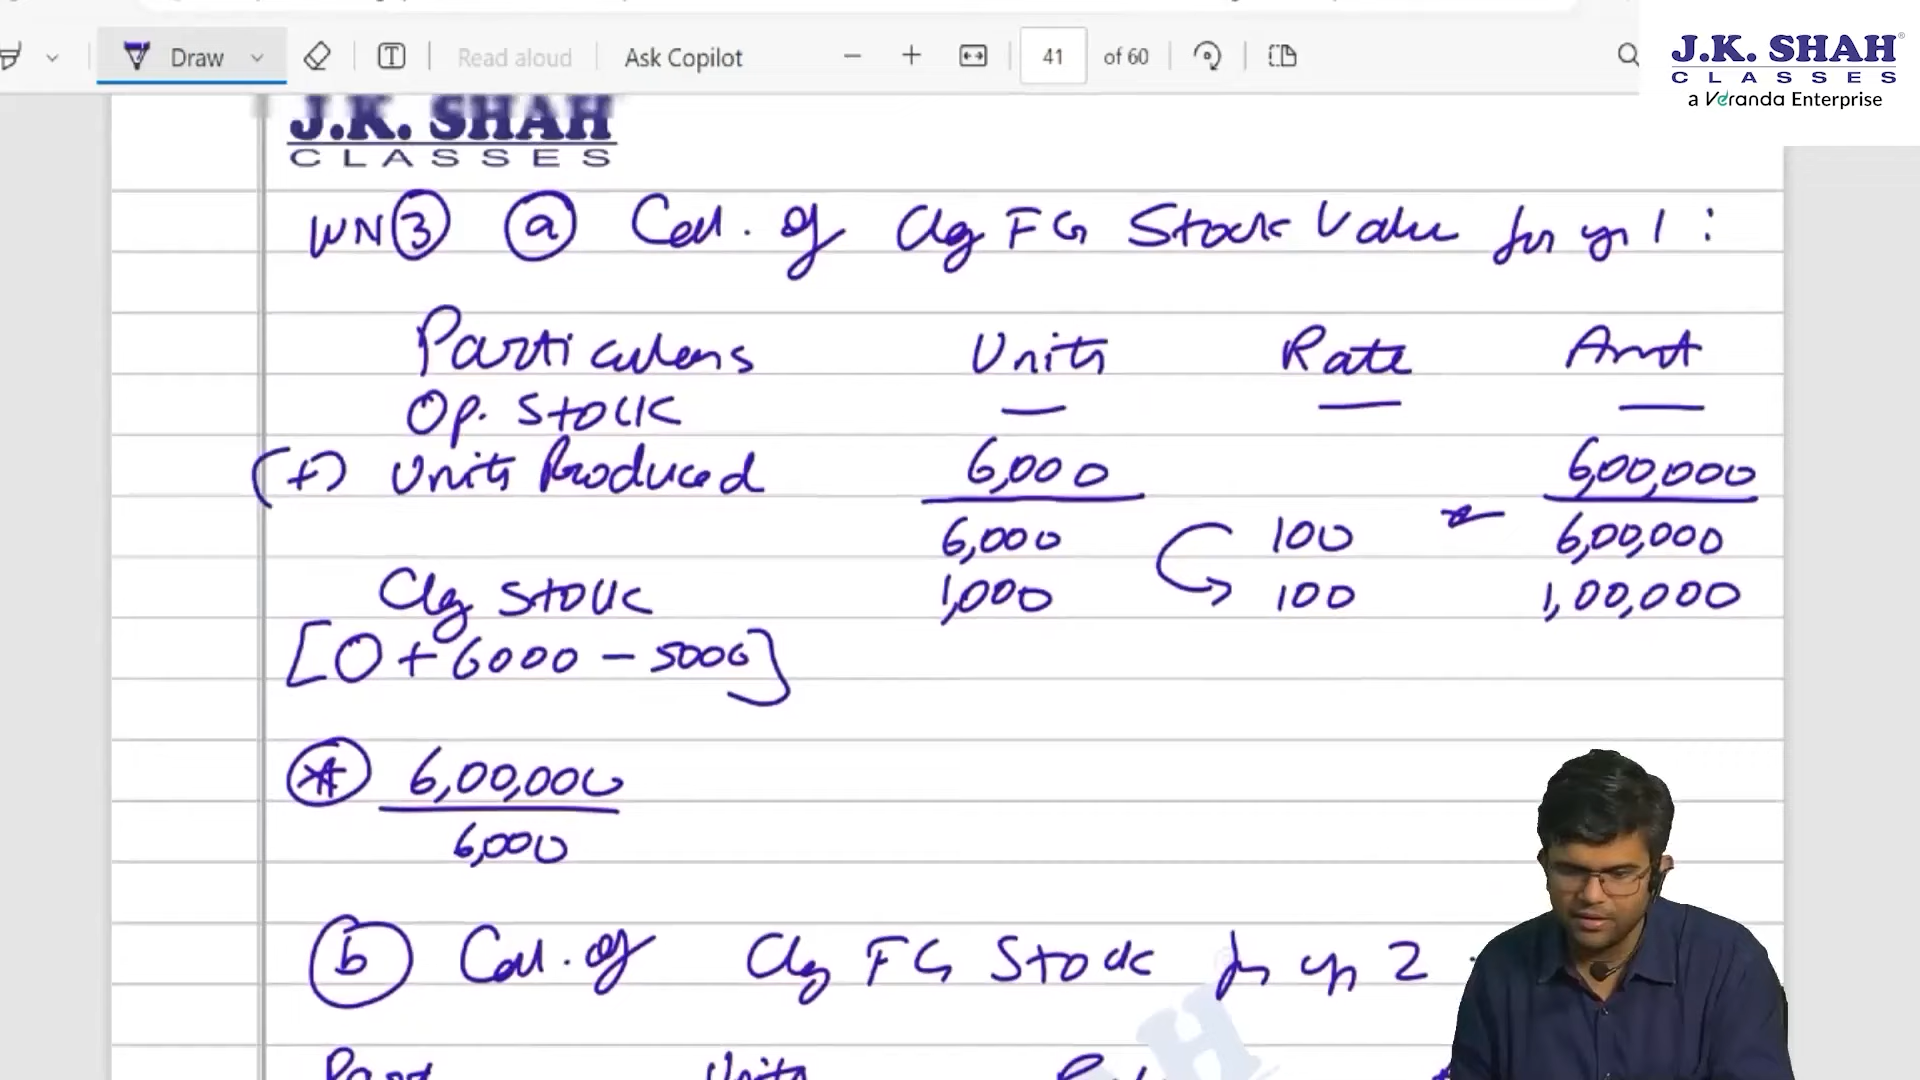 Draw
Read aloud
Ask Copilot
41 of 60
J.K. SHAH
CLASSES
a Veranda Enterprise
J.K. SHAH
CLASSES
WN 3 a Cal. of Clg FG Stock Value for yr 1 :
Particulars Units Rate Amt
Op. Stock — — —
(+) Units Produced 6,000 6,00,000
6,000 100 * 6,00,000
Clg Stock 1,000 100 1,00,000
[0 + 6000 - 5000]
* 6,00,000
6,000
b Cal. of Clg FG Stock for yr 2
Units